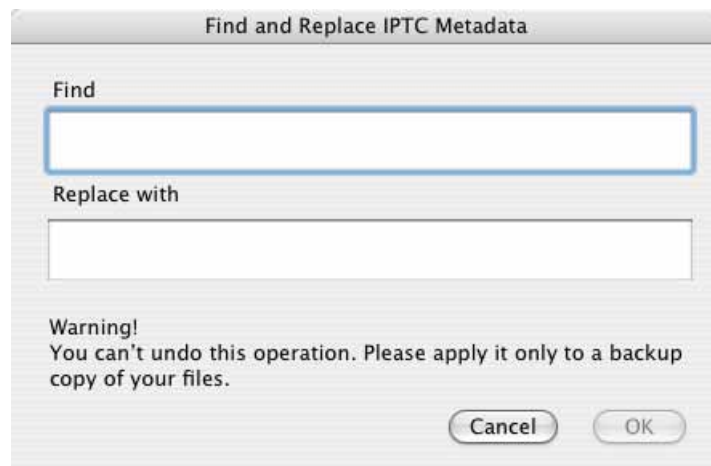 Find and Replace IPTC Metadata
Find
Replace with
Warning!
You can't undo this operation. Please apply it only to a backup
copy of your files.
Cancel OK